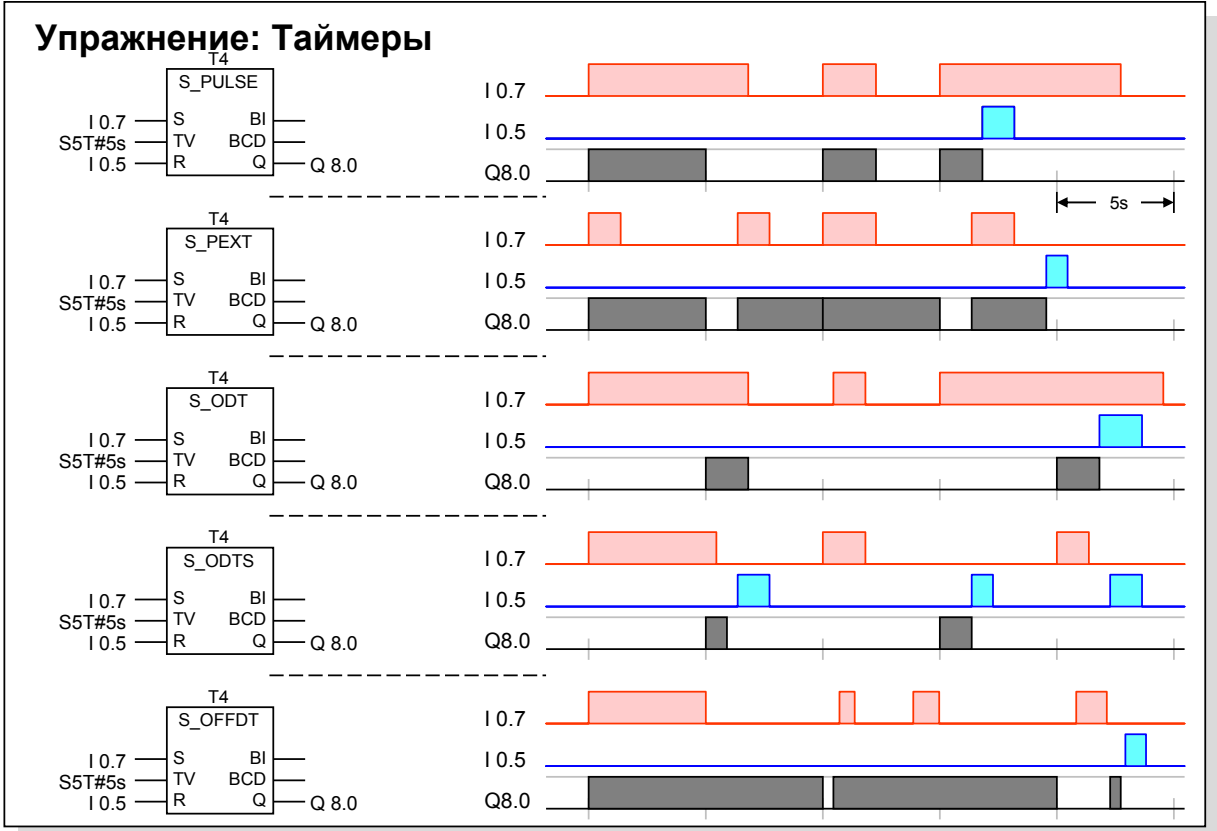 Упражнение: Таймеры
T4
S_PULSE
I 0.7 S BI
S5T#5s TV BCD
I 0.5 R Q Q 8.0
I 0.7
I 0.5
Q8.0
5s
T4
S_PEXT
I 0.7 S BI
S5T#5s TV BCD
I 0.5 R Q Q 8.0
I 0.7
I 0.5
Q8.0
T4
S_ODT
I 0.7 S BI
S5T#5s TV BCD
I 0.5 R Q Q 8.0
I 0.7
I 0.5
Q8.0
T4
S_ODTS
I 0.7 S BI
S5T#5s TV BCD
I 0.5 R Q Q 8.0
I 0.7
I 0.5
Q8.0
T4
S_OFFDT
I 0.7 S BI
S5T#5s TV BCD
I 0.5 R Q Q 8.0
I 0.7
I 0.5
Q8.0